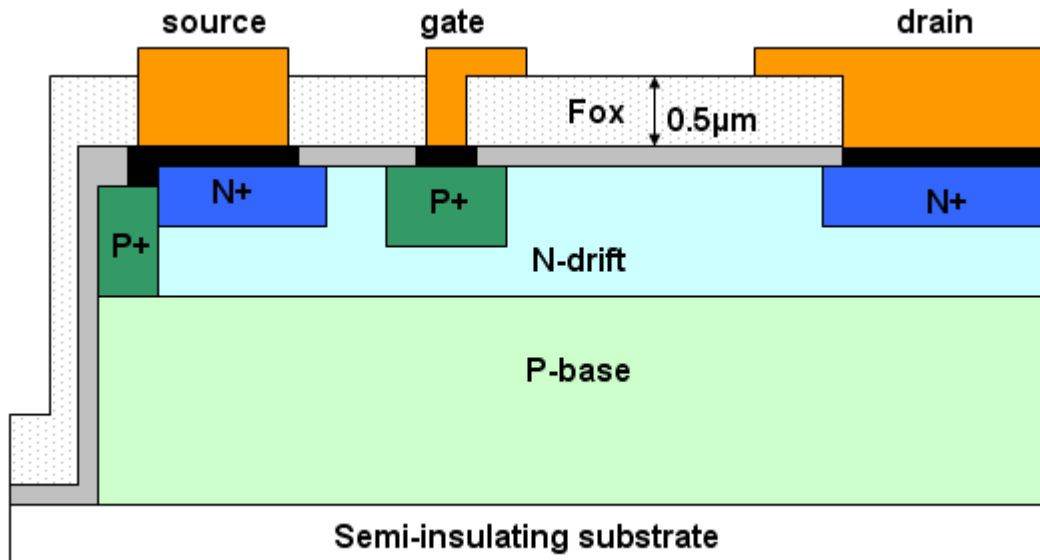 source gate drain
Fox 0.5µm
N+ P+ N+
P+
N-drift
P-base
Semi-insulating substrate